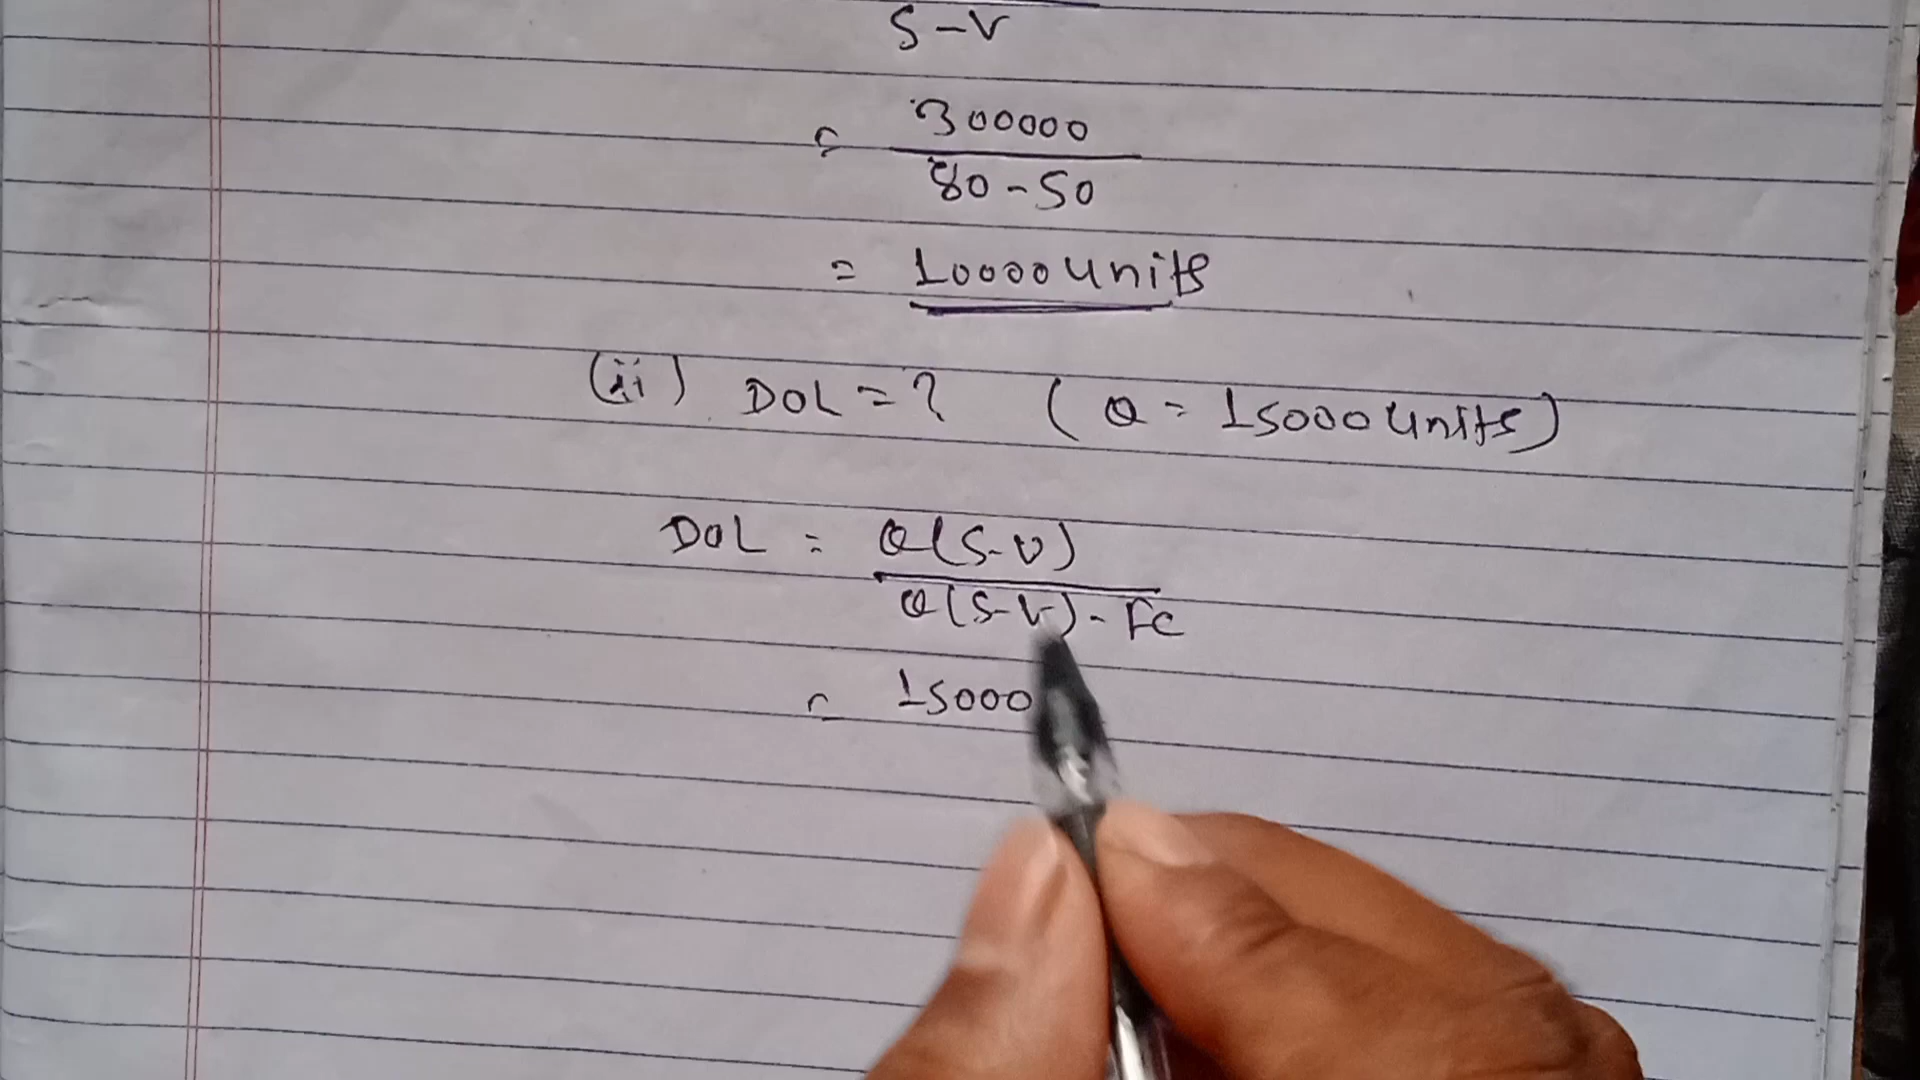 S-V
= 300000
80-50
= 10000 units
(ii) DOL = ? (Q = 15000 units)
DOL = Q(S-V)
Q(S-V) - FC
= 15000